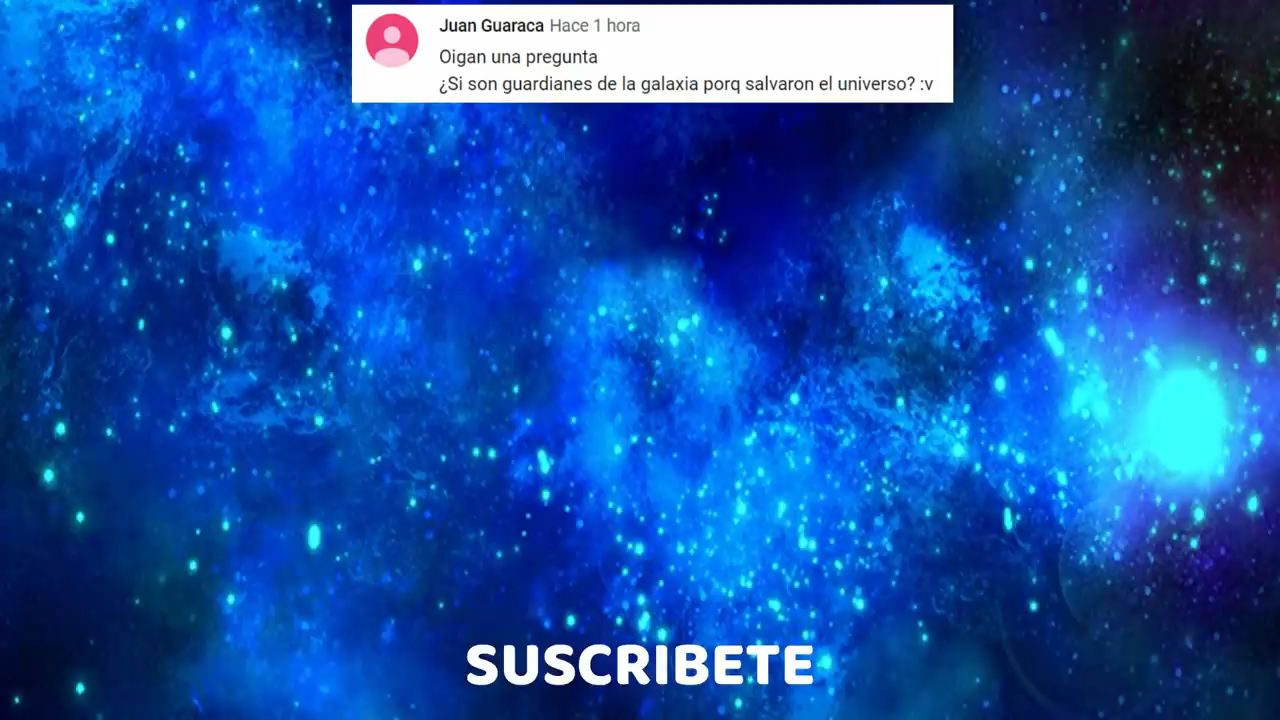 Juan Guaraca Hace 1 hora
Oigan una pregunta
¿Si son guardianes de la galaxia porq salvaron el universo? :v
SUSCRIBETE